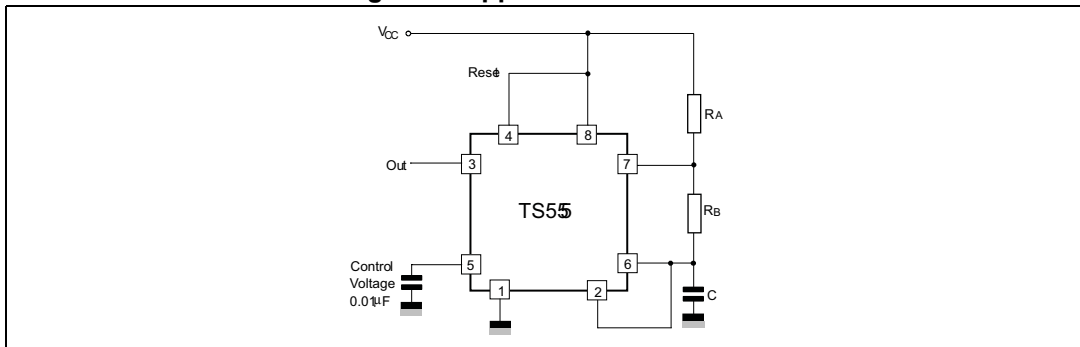 VCC
Reset
RA
4
8
3
Out
7
TS555
RB
5
6
Control
Voltage
0.01µF
1
2
C